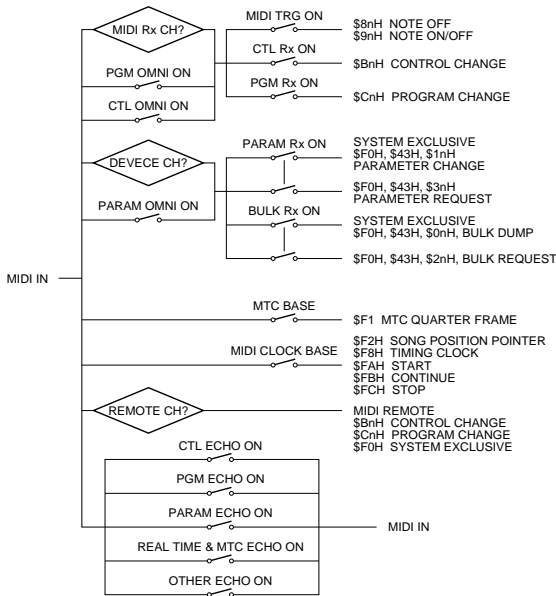 MIDI Rx CH?
MIDI TRG ON
$8nH NOTE OFF
$9nH NOTE ON/OFF
CTL Rx ON
$BnH CONTROL CHANGE
PGM OMNI ON
PGM Rx ON
$CnH PROGRAM CHANGE
CTL OMNI ON
DEVECE CH?
PARAM Rx ON
SYSTEM EXCLUSIVE
$F0H, $43H, $1nH
PARAMETER CHANGE
$F0H, $43H, $3nH
PARAMETER REQUEST
PARAM OMNI ON
BULK Rx ON
SYSTEM EXCLUSIVE
$F0H, $43H, $0nH, BULK DUMP
$F0H, $43H, $2nH, BULK REQUEST
MIDI IN
MTC BASE
$F1 MTC QUARTER FRAME
MIDI CLOCK BASE
$F2H SONG POSITION POINTER
$F8H TIMING CLOCK
$FAH START
$FBH CONTINUE
$FCH STOP
REMOTE CH?
MIDI REMOTE
$BnH CONTROL CHANGE
$CnH PROGRAM CHANGE
$F0H SYSTEM EXCLUSIVE
CTL ECHO ON
PGM ECHO ON
PARAM ECHO ON
MIDI IN
REAL TIME & MTC ECHO ON
OTHER ECHO ON